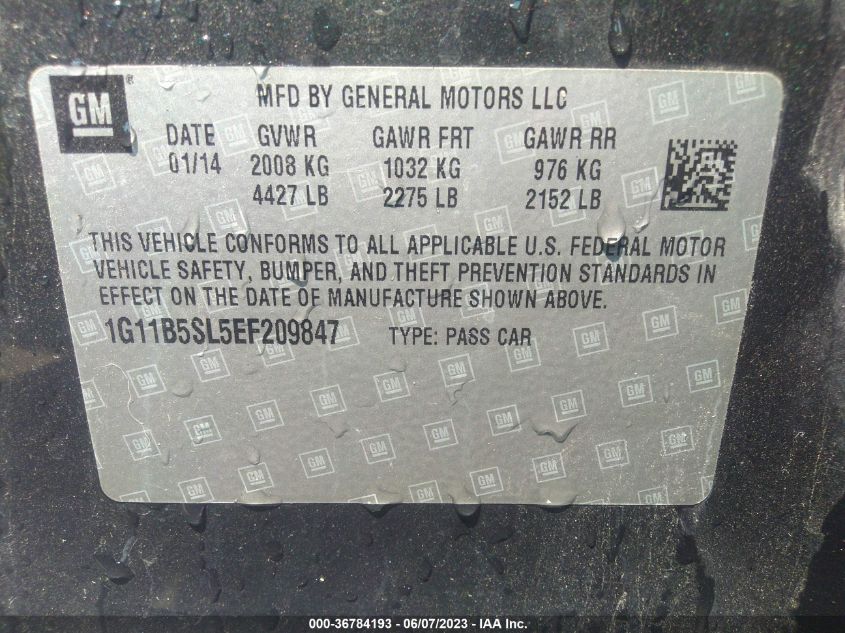 GM ®
MFD BY GENERAL MOTORS LLC
DATE GVWR GAWR FRT GAWR RR
01/14 2008 KG 1032 KG 976 KG
4427 LB 2275 LB 2152 LB
THIS VEHICLE CONFORMS TO ALL APPLICABLE U.S. FEDERAL MOTOR
VEHICLE SAFETY, BUMPER, AND THEFT PREVENTION STANDARDS IN
EFFECT ON THE DATE OF MANUFACTURE SHOWN ABOVE.
1G11B5SL5EF209847 TYPE: PASS CAR
000-36784193 - 06/07/2023 - IAA Inc.